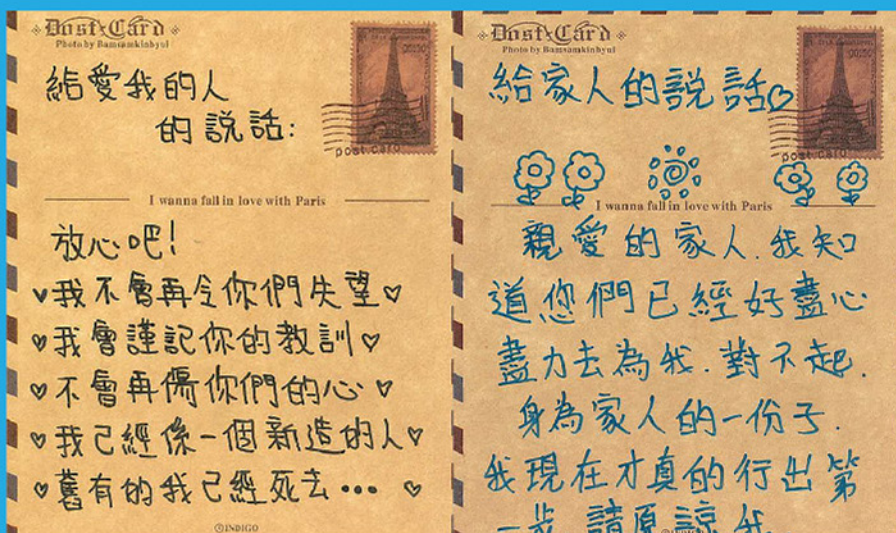 Post Card
Photo by Bamsamkinbyul
給愛我的人
的說話:
post card
I wanna fall in love with Paris
放心吧!
我不會再令你們失望
我會謹記你的教訓
不會再傷你們的心
我已經係一個新造的人
舊有的我已經死去...
©INDIGO
Post Card
Photo by Bamsamkinbyul
給家人的説話
post card
I wanna fall in love with Paris
親愛的家人.我知
道您們已經好盡心
盡力去為我.對不起.
身為家人的一份子.
我現在才真的行出第
一步 請原諒我